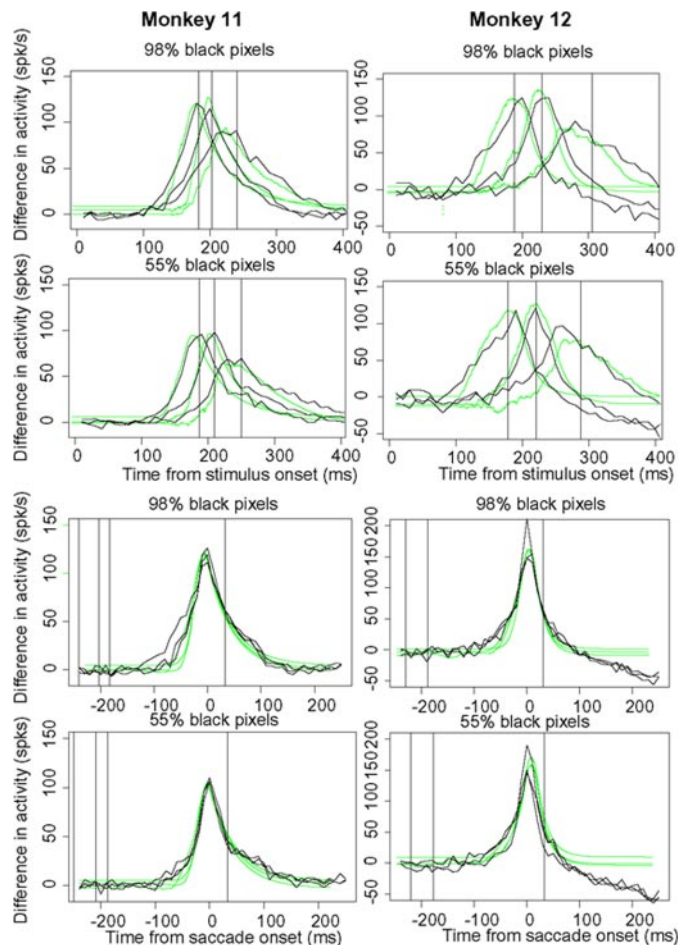 Monkey 11 Monkey 12
98% black pixels 98% black pixels
Difference in activity (spk/s)
150
100
50
0
0 100 200 300 400
150
100
50
0
-50
0 100 200 300 400
55% black pixels 55% black pixels
Difference in activity (spks)
150
100
50
0
0 100 200 300 400
150
100
50
0
-50
0 100 200 300 400
Time from stimulus onset (ms) Time from stimulus onset (ms)
98% black pixels 98% black pixels
Difference in activity (spk/s)
150
100
50
0
-200 -100 0 100 200
200
150
100
50
0
-50
-200 -100 0 100 200
55% black pixels 55% black pixels
Difference in activity (spks)
150
100
50
0
-200 -100 0 100 200
150 200
100
50
0
-50
-200 -100 0 100 200
Time from saccade onset (ms) Time from saccade onset (ms)